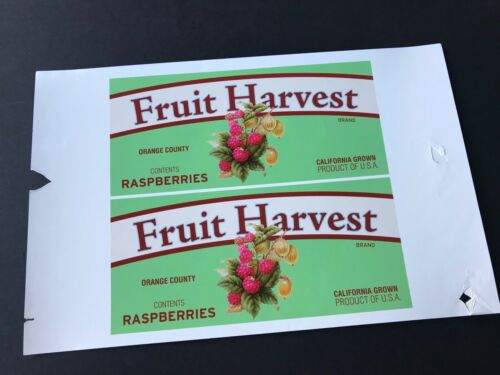 Fruit Harvest
BRAND
ORANGE COUNTY
CONTENTS
RASPBERRIES
CALIFORNIA GROWN
PRODUCT OF U.S.A.
Fruit Harvest
BRAND
ORANGE COUNTY
CONTENTS
RASPBERRIES
CALIFORNIA GROWN
PRODUCT OF U.S.A.